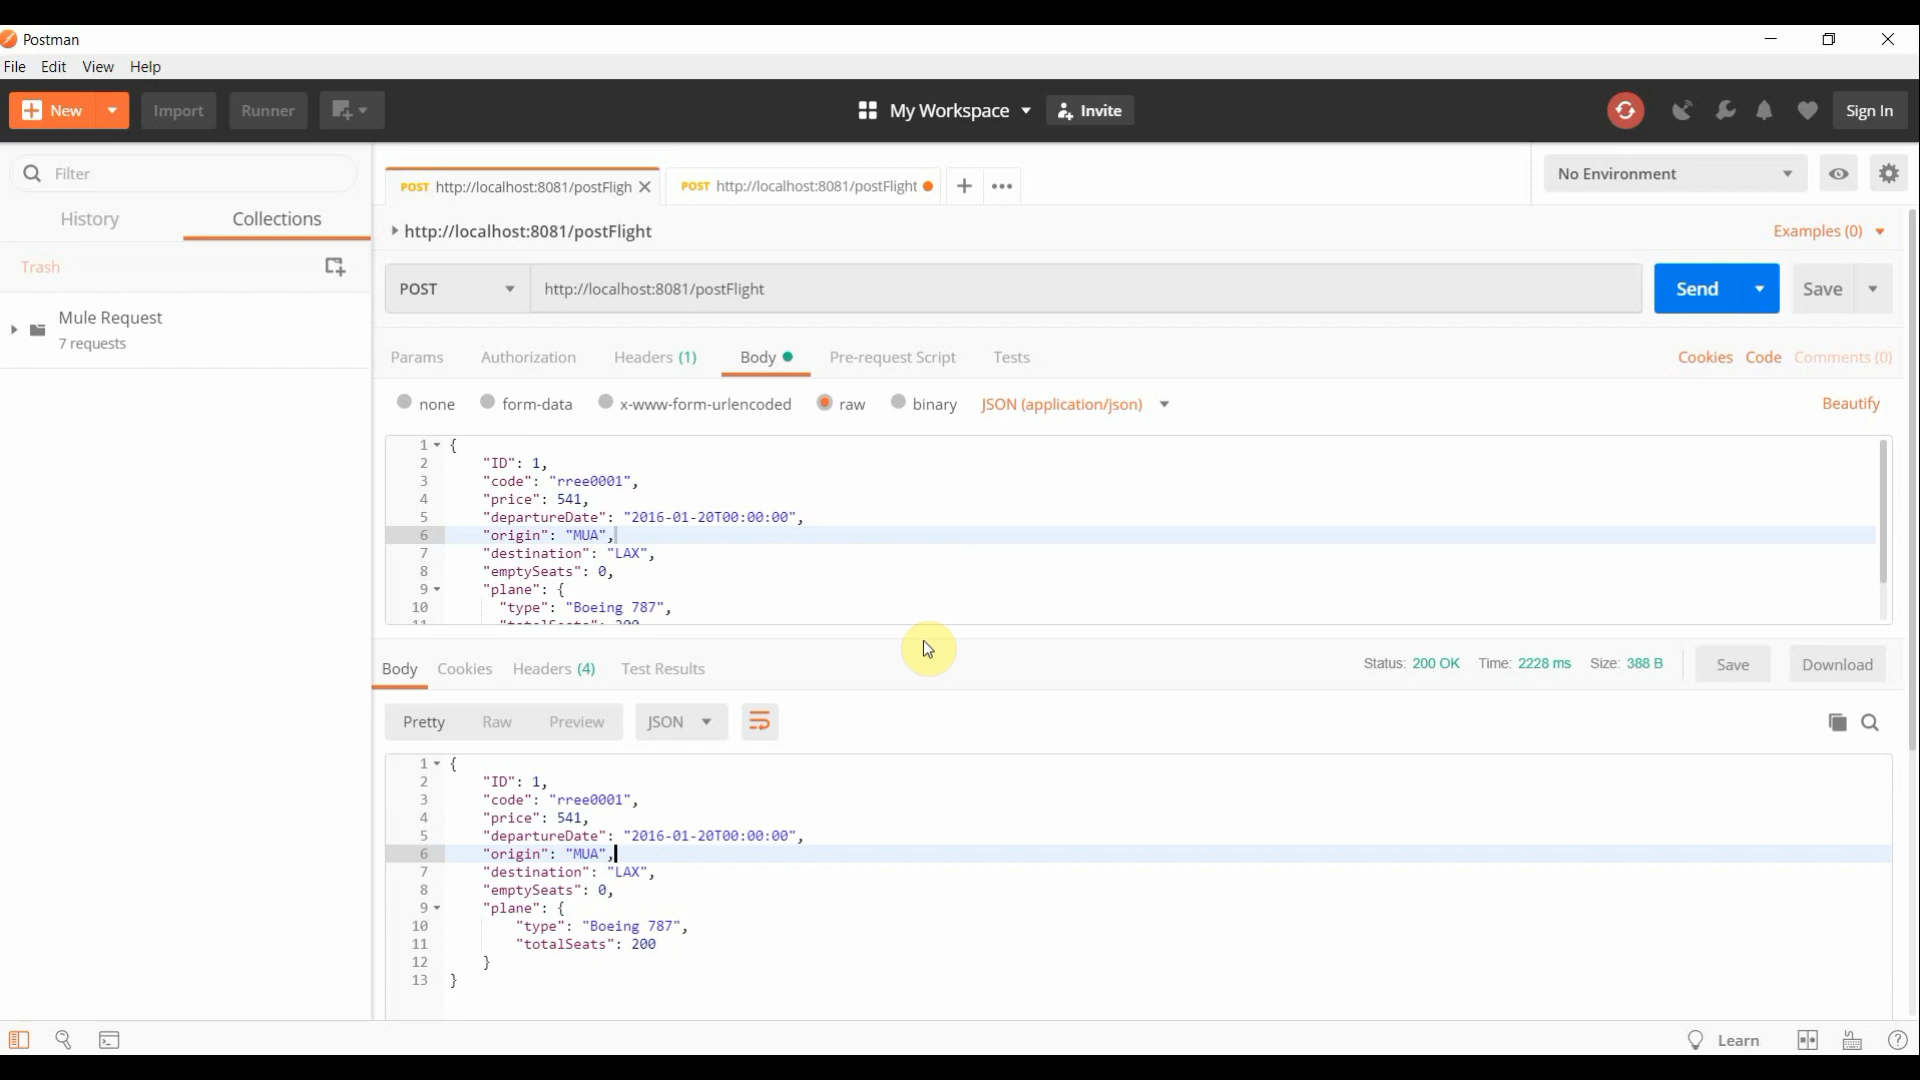 Postman
File Edit View Help
New Import Runner My Workspace Invite Sign In
Filter
History Collections
Trash
Mule Request
7 requests
POST http://localhost:8081/postFligh POST http://localhost:8081/postFlight No Environment
http://localhost:8081/postFlight Examples (0)
POST http://localhost:8081/postFlight Send Save
Params Authorization Headers (1) Body Pre-request Script Tests Cookies Code Comments (0)
none form-data x-www-form-urlencoded raw binary JSON (application/json) Beautify
1 {
2 "ID": 1,
3 "code": "rree0001",
4 "price": 541,
5 "departureDate": "2016-01-20T00:00:00",
6 "origin": "MUA",
7 "destination": "LAX",
8 "emptySeats": 0,
9 "plane": {
10 "type": "Boeing 787",
11 "totalSeats": 200
Body Cookies Headers (4) Test Results Status: 200 OK Time: 2228 ms Size: 388 B Save Download
Pretty Raw Preview JSON
1 {
2 "ID": 1,
3 "code": "rree0001",
4 "price": 541,
5 "departureDate": "2016-01-20T00:00:00",
6 "origin": "MUA",
7 "destination": "LAX",
8 "emptySeats": 0,
9 "plane": {
10 "type": "Boeing 787",
11 "totalSeats": 200
12 }
13 }
Learn